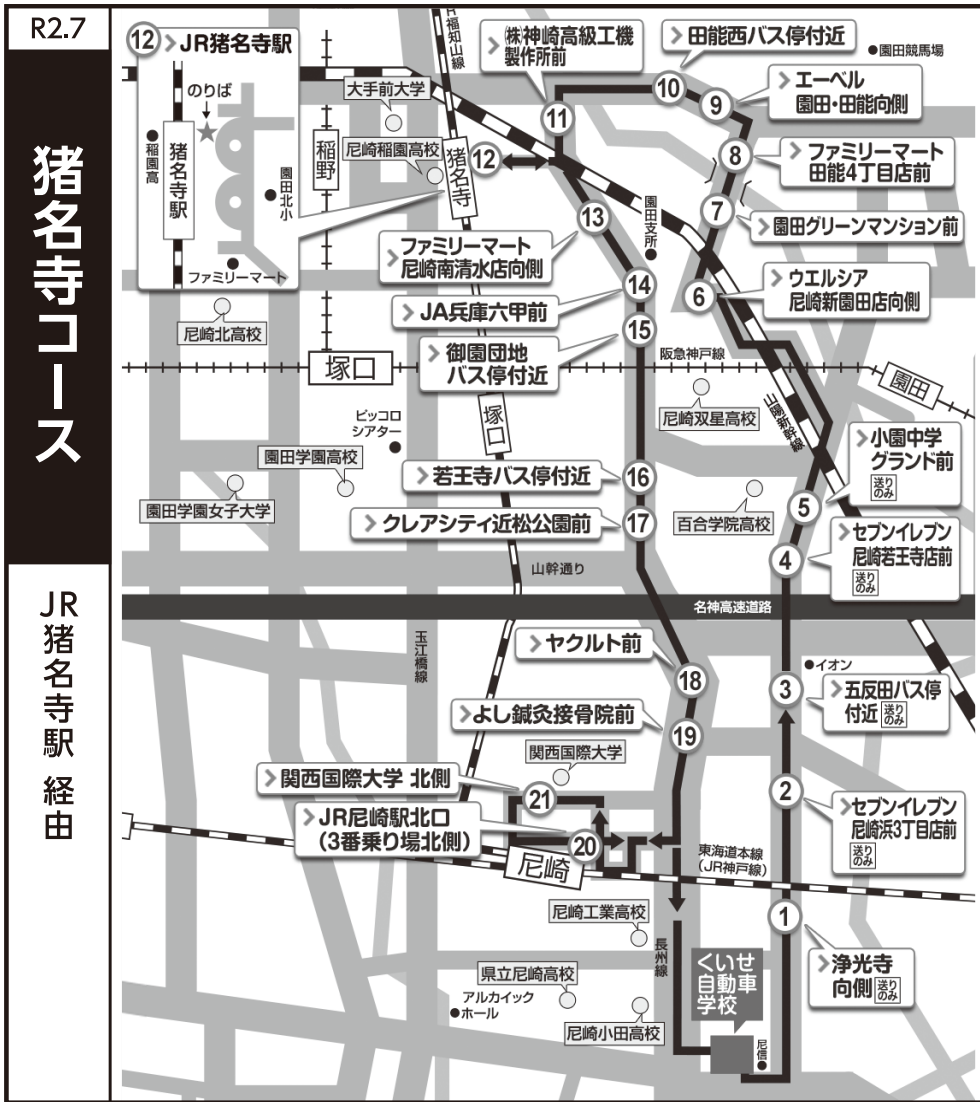 R2.7
猪名寺コース
JR猪名寺駅 経由
⑫ > JR猪名寺駅
のりば
稲園高
猪名寺駅
園田北小
ファミリーマート
JR福知山線
大手前大学
尼崎稲園高校
稲野
猪名寺
⑫
> ㈱神崎高級工機
製作所前
⑪
> 田能西バス停付近
⑩
園田競馬場
⑨
> エーベル
園田・田能向側
⑧
> ファミリーマート
田能4丁目店前
⑦
> 園田グリーンマンション前
⑥
> ウエルシア
尼崎新園田店向側
園田支所
⑬
> ファミリーマート
尼崎南清水店向側
⑭
> JA兵庫六甲前
⑮
> 御園団地
バス停付近
尼崎北高校
塚口
阪急神戸線
園田
山陽新幹線
ピッコロ
シアター
塚口
尼崎双星高校
園田学園高校
園田学園女子大学
> 若王寺バス停付近
⑯
> クレアシティ近松公園前
⑰
百合学院高校
⑤
> 小園中学
グランド前
送りのみ
④
> セブンイレブン
尼崎若王寺店前
送りのみ
山幹通り
名神高速道路
玉江橋線
> ヤクルト前
⑱
イオン
③
> 五反田バス停
付近 送りのみ
> よし鍼灸接骨院前
⑲
関西国際大学
> 関西国際大学 北側
㉑
②
> セブンイレブン
尼崎浜3丁目店前
送りのみ
> JR尼崎駅北口
(3番乗り場北側)
⑳
尼崎
東海道本線
(JR神戸線)
①
> 浄光寺
向側 送りのみ
尼崎工業高校
長州線
くいせ
自動車
学校
県立尼崎高校
アルカイック
ホール
尼崎小田高校
尼信